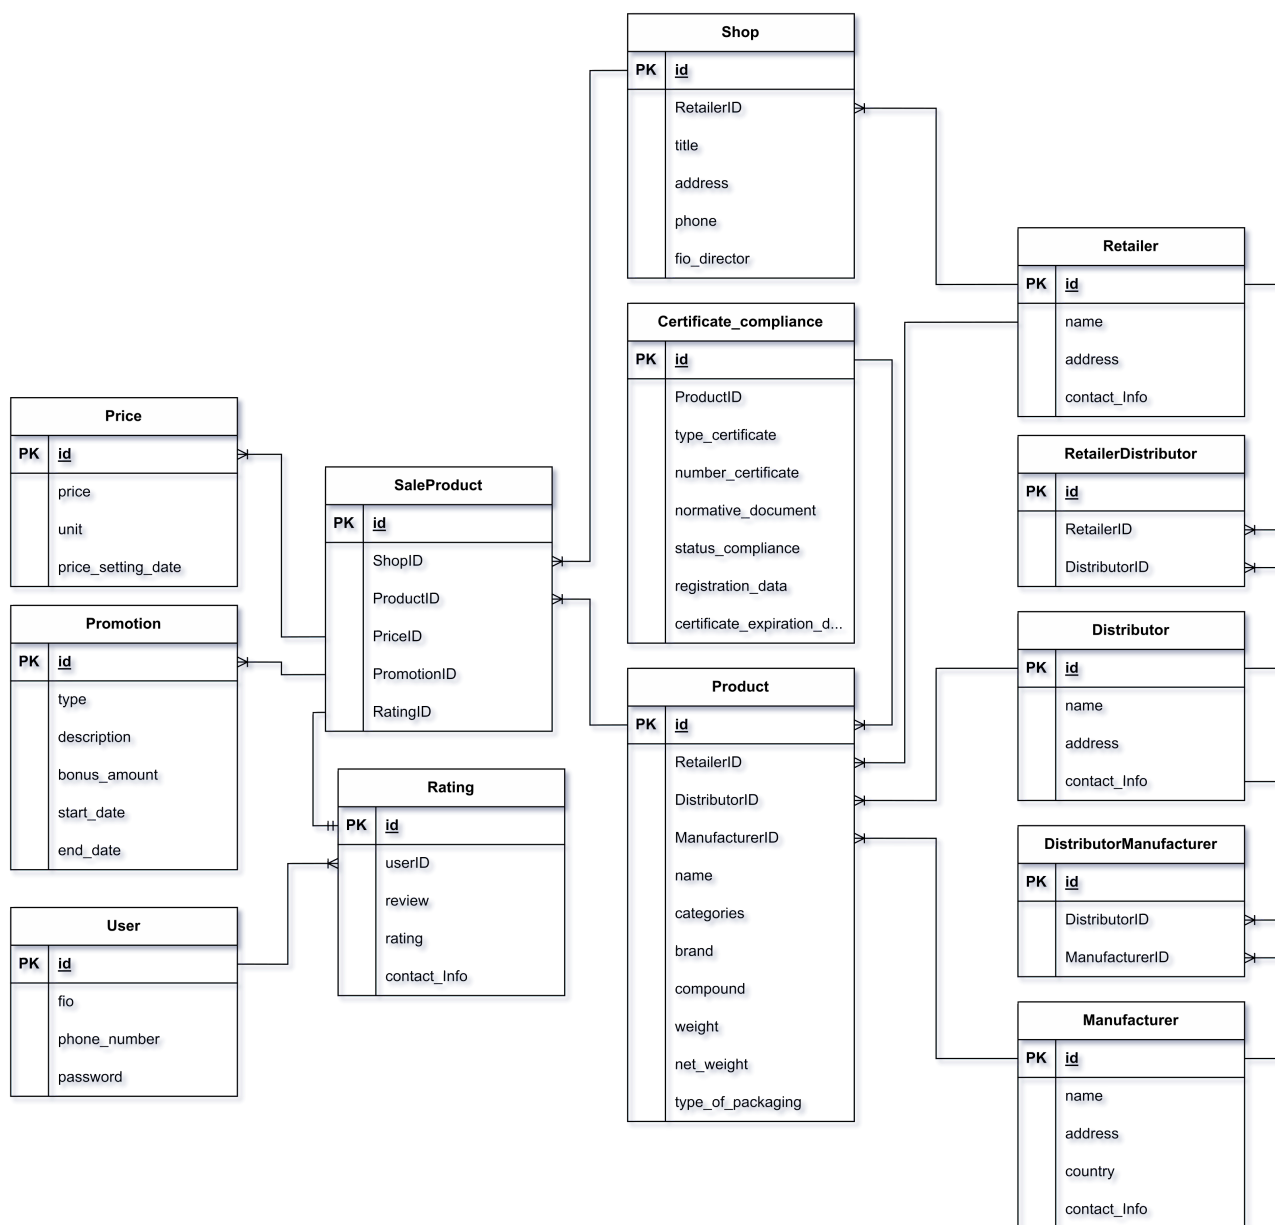 Shop
PK id
RetailerID
title
address
phone
fio_director
Certificate_compliance
PK id
ProductID
type_certificate
number_certificate
normative_document
status_compliance
registration_data
certificate_expiration_d...
Retailer
PK id
name
address
contact_Info
RetailerDistributor
PK id
RetailerID
DistributorID
Price
PK id
price
unit
price_setting_date
SaleProduct
PK id
ShopID
ProductID
PriceID
PromotionID
RatingID
Promotion
PK id
type
description
bonus_amount
start_date
end_date
Distributor
PK id
name
address
contact_Info
Product
PK id
RetailerID
DistributorID
ManufacturerID
name
categories
brand
compound
weight
net_weight
type_of_packaging
Rating
PK id
userID
review
rating
contact_Info
DistributorManufacturer
PK id
DistributorID
ManufacturerID
User
PK id
fio
phone_number
password
Manufacturer
PK id
name
address
country
contact_Info